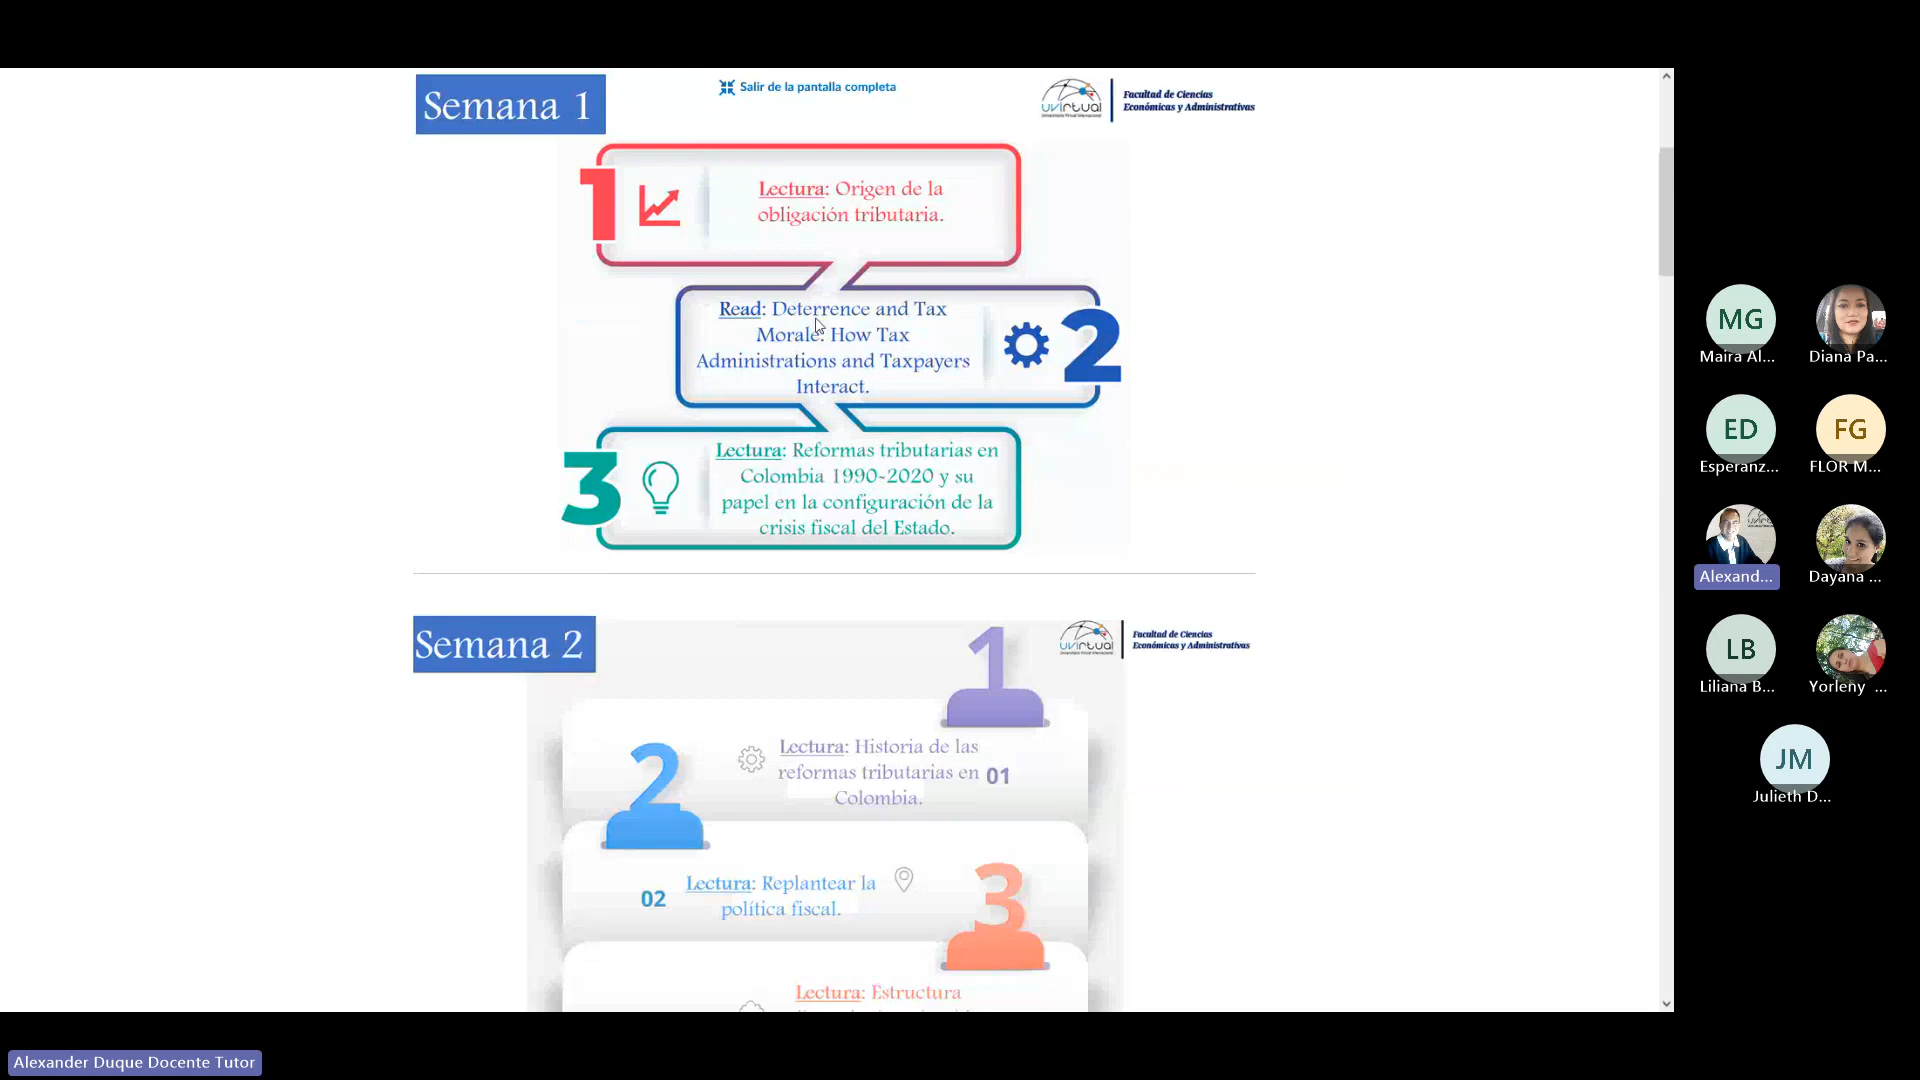 Semana 1
Salir de la pantalla completa
uvirtual
Facultad de Ciencias
Económicas y Administrativas
1
Lectura: Origen de la
obligación tributaria.
Read: Deterrence and Tax
Morale: How Tax
Administrations and Taxpayers
Interact.
2
3
Lectura: Reformas tributarias en
Colombia 1990-2020 y su
papel en la configuración de la
crisis fiscal del Estado.
Semana 2
1
uvirtual
Facultad de Ciencias
Económicas y Administrativas
2
Lectura: Historia de las
reformas tributarias en
Colombia.
01
02
Lectura: Replantear la
política fiscal.
3
Lectura: Estructura
MG
Maira Al...
Diana Pa...
ED
Esperanz...
FG
FLOR M...
Alexand...
Dayana ...
LB
Liliana B...
Yorleny ...
JM
Julieth D...
Alexander Duque Docente Tutor